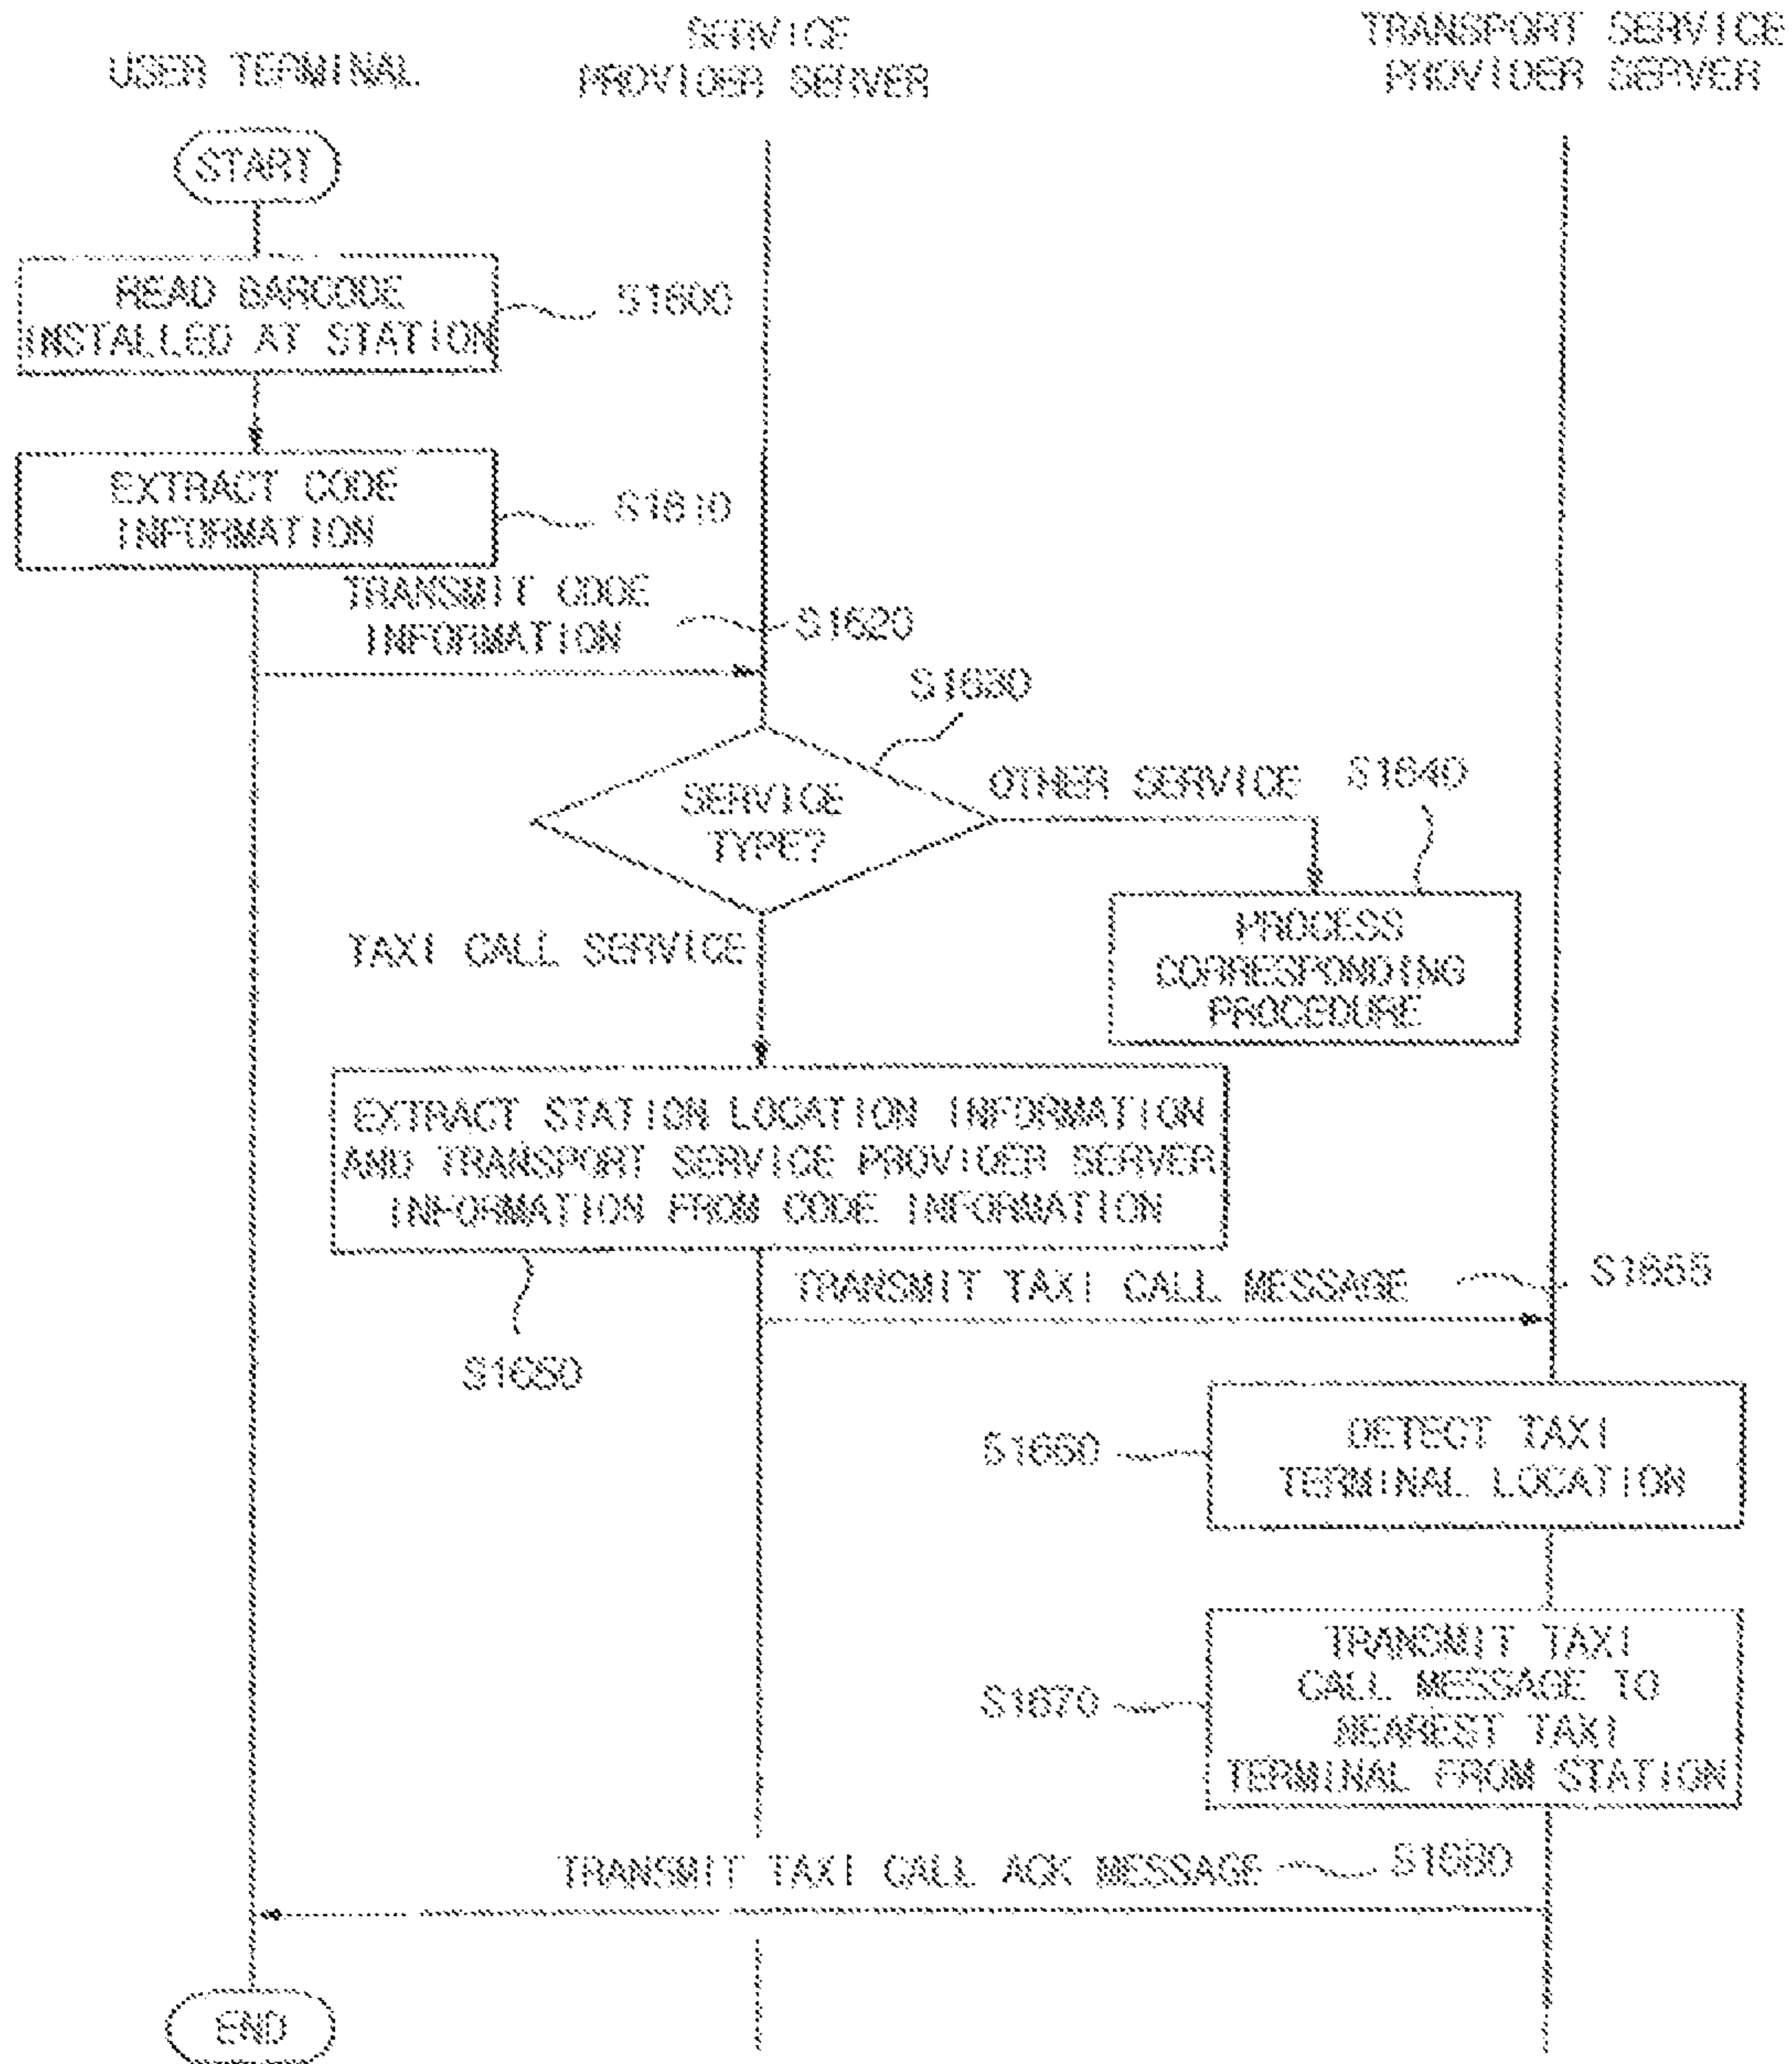 USER TERMINAL
SERVICE
PROVIDER SERVER
TRANSPORT SERVICE
PROVIDER SERVER
START
READ BARCODE
INSTALLED AT STATION
S1600
EXTRACT CODE
INFORMATION
S1610
TRANSMIT CODE
INFORMATION
S1620
S1630
SERVICE
TYPE?
OTHER SERVICE
S1640
PROCESS
CORRESPONDING
PROCEDURE
TAXI CALL SERVICE
EXTRACT STATION LOCATION INFORMATION
AND TRANSPORT SERVICE PROVIDER SERVER
INFORMATION FROM CODE INFORMATION
S1650
TRANSMIT TAXI CALL MESSAGE
S1655
DETECT TAXI
TERMINAL LOCATION
S1660
TRANSMIT TAXI
CALL MESSAGE TO
NEAREST TAXI
TERMINAL FROM STATION
S1670
TRANSMIT TAXI CALL ACK MESSAGE
S1680
END